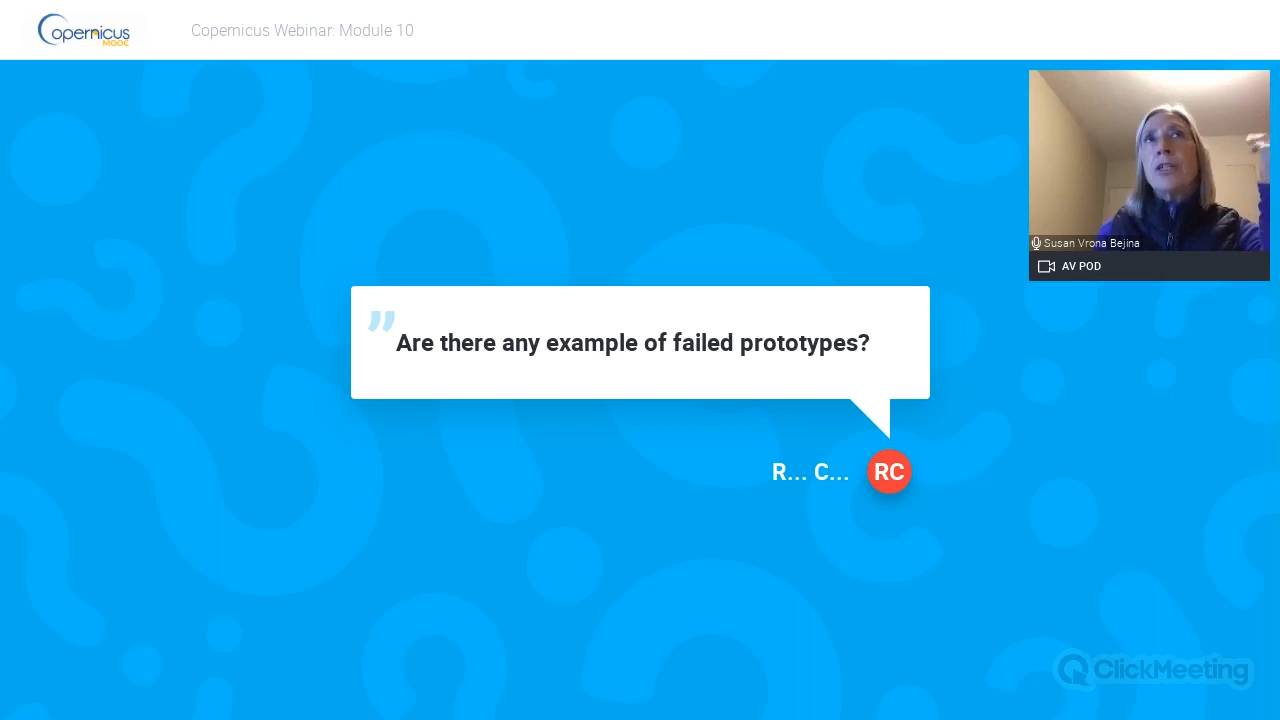 Copernicus
MOOC
Copernicus Webinar: Module 10
Susan Vrona Bejina
AV POD
Are there any example of failed prototypes?
R... C...
RC
ClickMeeting